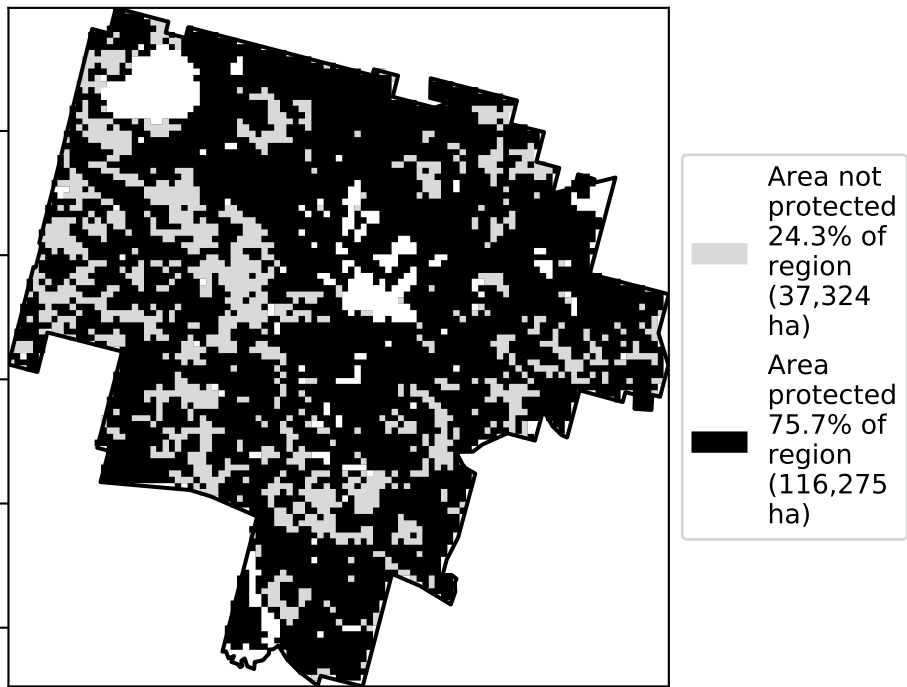 Area not
protected
24.3% of
region
(37,324
ha)
Area
protected
75.7% of
region
(116,275
ha)